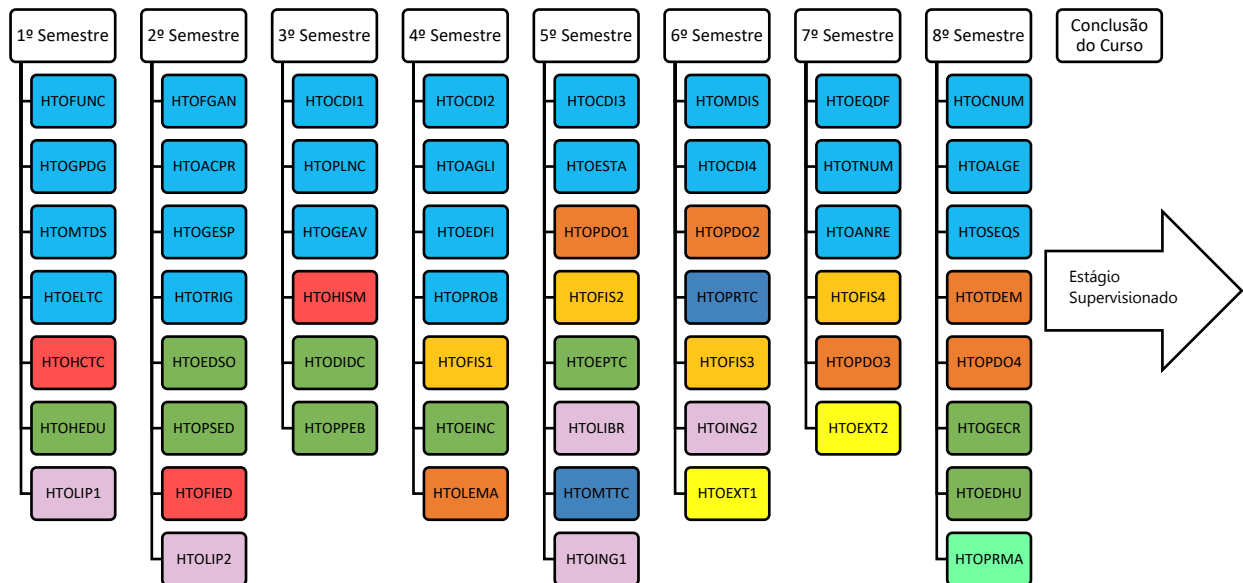 1º Semestre
HTOFUNC
HTOGPDG
HTOMTDS
HTOELTC
HTOHCTC
HTOHEDU
HTOLIP1
2º Semestre
HTOFGAN
HTOACPR
HTOGESP
HTOTRIG
HTOEDSO
HTOPSED
HTOFIED
HTOLIP2
3º Semestre
HTOCDI1
HTOPLNC
HTOGEAV
HTOHISM
HTODIDC
HTOPPEB
4º Semestre
HTOCDI2
HTOAGLI
HTOEDFI
HTOPROB
HTOFIS1
HTOEINC
HTOLEMA
5º Semestre
HTOCDI3
HTOESTA
HTOPDO1
HTOFIS2
HTOEPTC
HTOLIBR
HTOMTTC
HTOING1
6º Semestre
HTOMDIS
HTOCDI4
HTOPDO2
HTOPRTC
HTOFIS3
HTOING2
HTOEXT1
7º Semestre
HTOEQDF
HTOTNUM
HTOANRE
HTOFIS4
HTOPDO3
HTOEXT2
8º Semestre
HTOCNUM
HTOALGE
HTOSEQS
HTOTDEM
HTOPDO4
HTOGECR
HTOEDHU
HTOPRMA
Conclusão
do Curso
Estágio
Supervisionado